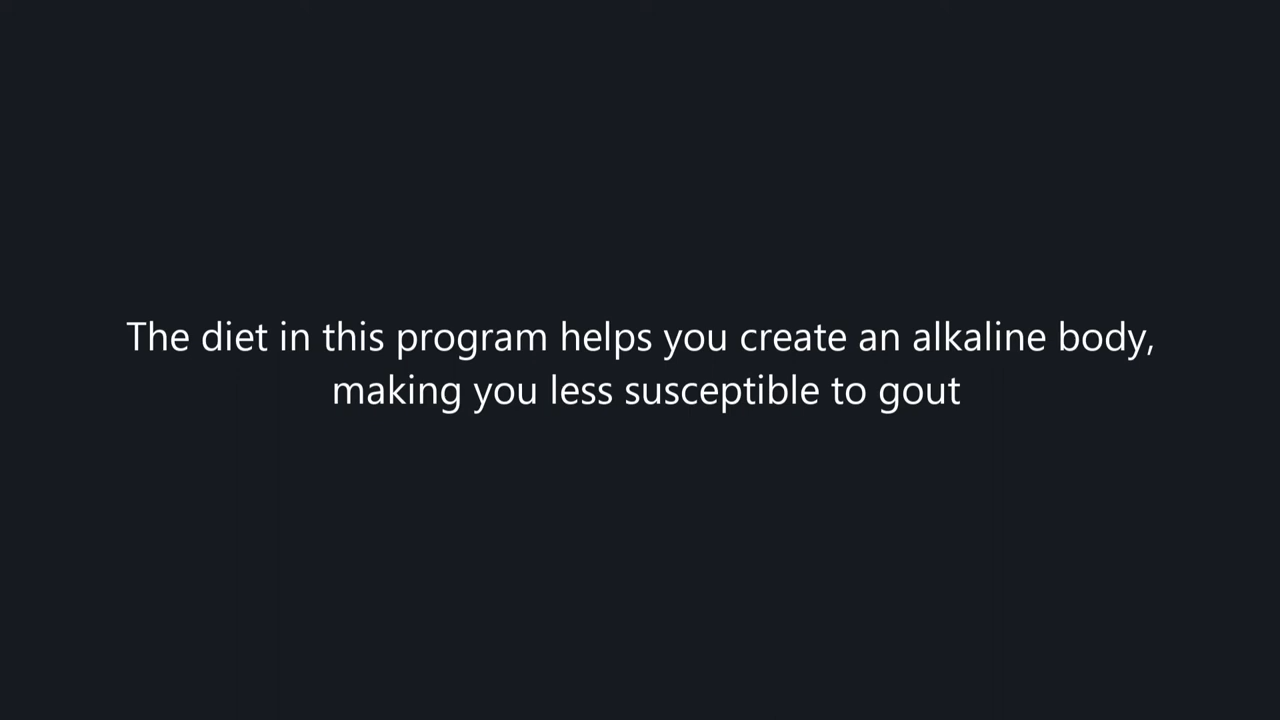 The diet in this program helps you create an alkaline body,
making you less susceptible to gout